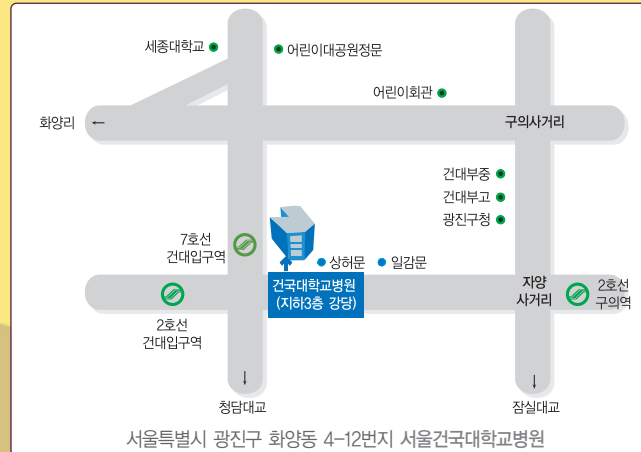 세종대학교
어린이대공원정문
어린이회관
화양리
←
구의사거리
건대부중
건대부고
광진구청
7호선
건대입구역
상허문
일감문
건국대학교병원
(지하3층 강당)
자양
사거리
2호선
구의역
2호선
건대입구역
↓
↓
청담대교
잠실대교
서울특별시 광진구 화양동 4-12번지 서울건국대학교병원